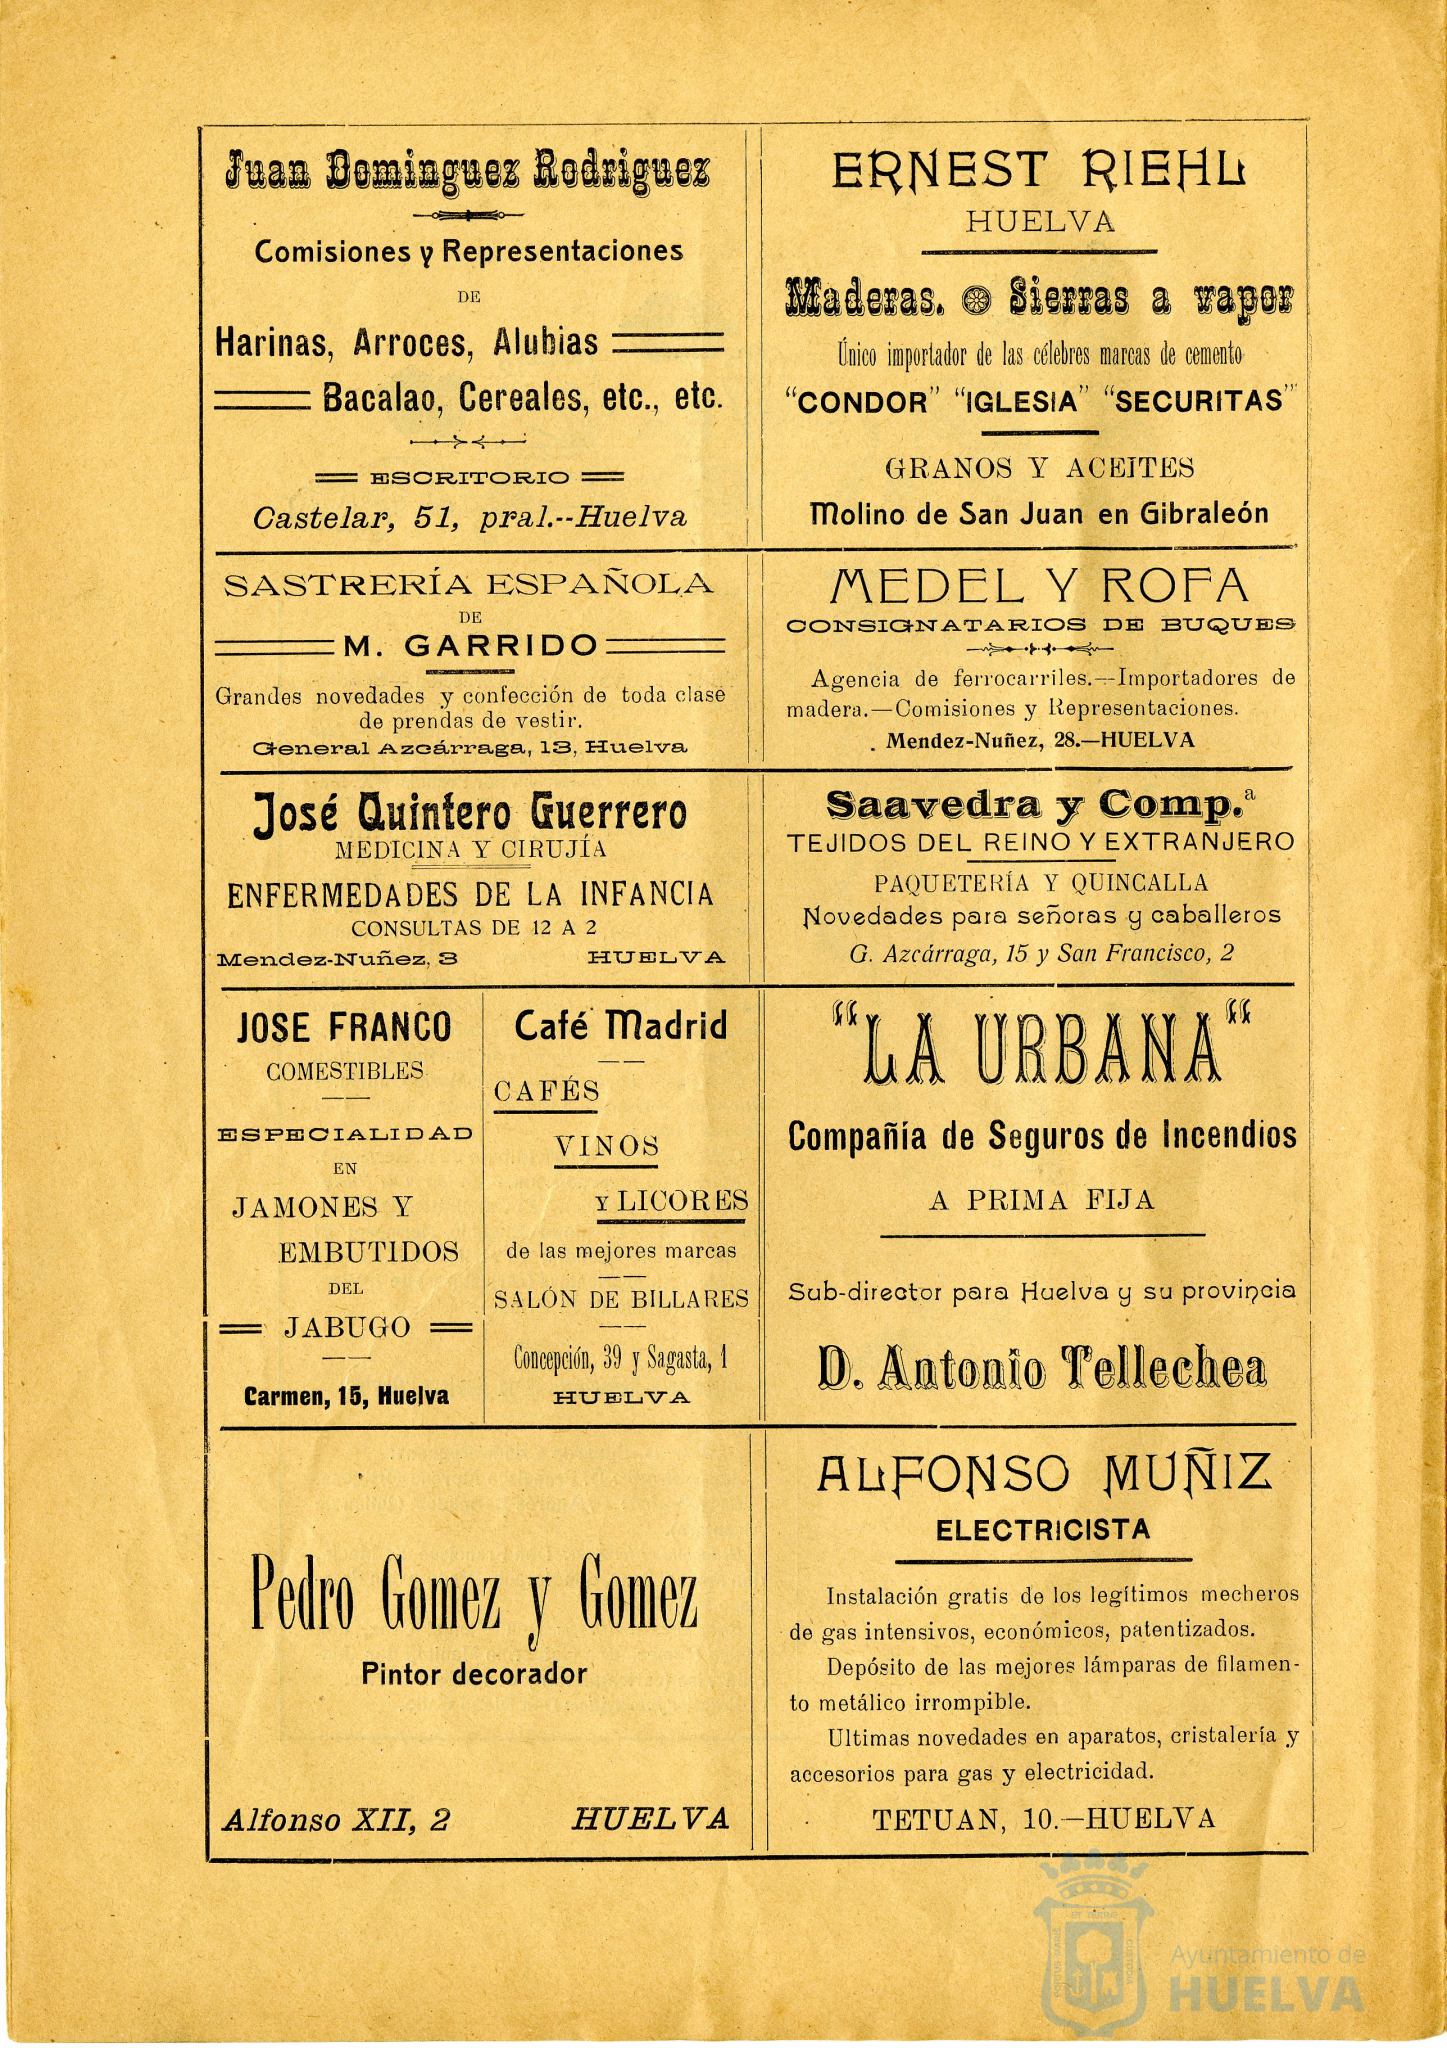 Juan Dominguez Rodriguez
Comisiones y Representaciones
DE
Harinas, Arroces, Alubias
Bacalao, Cereales, etc., etc.
ESCRITORIO
Castelar, 51, pral.--Huelva
ERNEST RIEHL
HUELVA
Maderas. Sierras a vapor
Único importador de las célebres marcas de cemento
"CONDOR" "IGLESIA" "SECURITAS"
GRANOS Y ACEITES
Molino de San Juan en Gibraleón
SASTRERÍA ESPAÑOLA
DE
M. GARRIDO
Grandes novedades y confección de toda clase
de prendas de vestir.
General Azcárraga, 13, Huelva
MEDEL Y ROFA
CONSIGNATARIOS DE BUQUES
Agencia de ferrocarriles.—Importadores de
madera.—Comisiones y Representaciones.
Mendez-Nuñez, 28.—HUELVA
José Quintero Guerrero
MEDICINA Y CIRUJÍA
ENFERMEDADES DE LA INFANCIA
CONSULTAS DE 12 A 2
Mendez-Nuñez, 3 HUELVA
Saavedra y Comp.ª
TEJIDOS DEL REINO Y EXTRANJERO
PAQUETERÍA Y QUINCALLA
Novedades para señoras y caballeros
G. Azcárraga, 15 y San Francisco, 2
JOSE FRANCO
COMESTIBLES
ESPECIALIDAD
EN
JAMONES Y
EMBUTIDOS
DEL
JABUGO
Carmen, 15, Huelva
Café Madrid
CAFÉS
VINOS
Y LICORES
de las mejores marcas
SALÓN DE BILLARES
Concepción, 39 y Sagasta, 1
HUELVA
"LA URBANA"
Compañía de Seguros de Incendios
A PRIMA FIJA
Sub-director para Huelva y su provincia
D. Antonio Tellechea
Pedro Gomez y Gomez
Pintor decorador
Alfonso XII, 2 HUELVA
ALFONSO MUÑIZ
ELECTRICISTA
Instalación gratis de los legítimos mecheros
de gas intensivos, económicos, patentizados.
Depósito de las mejores lámparas de filamen-
to metálico irrompible.
Ultimas novedades en aparatos, cristalería y
accesorios para gas y electricidad.
TETUAN, 10.—HUELVA
Ayuntamiento de
HUELVA